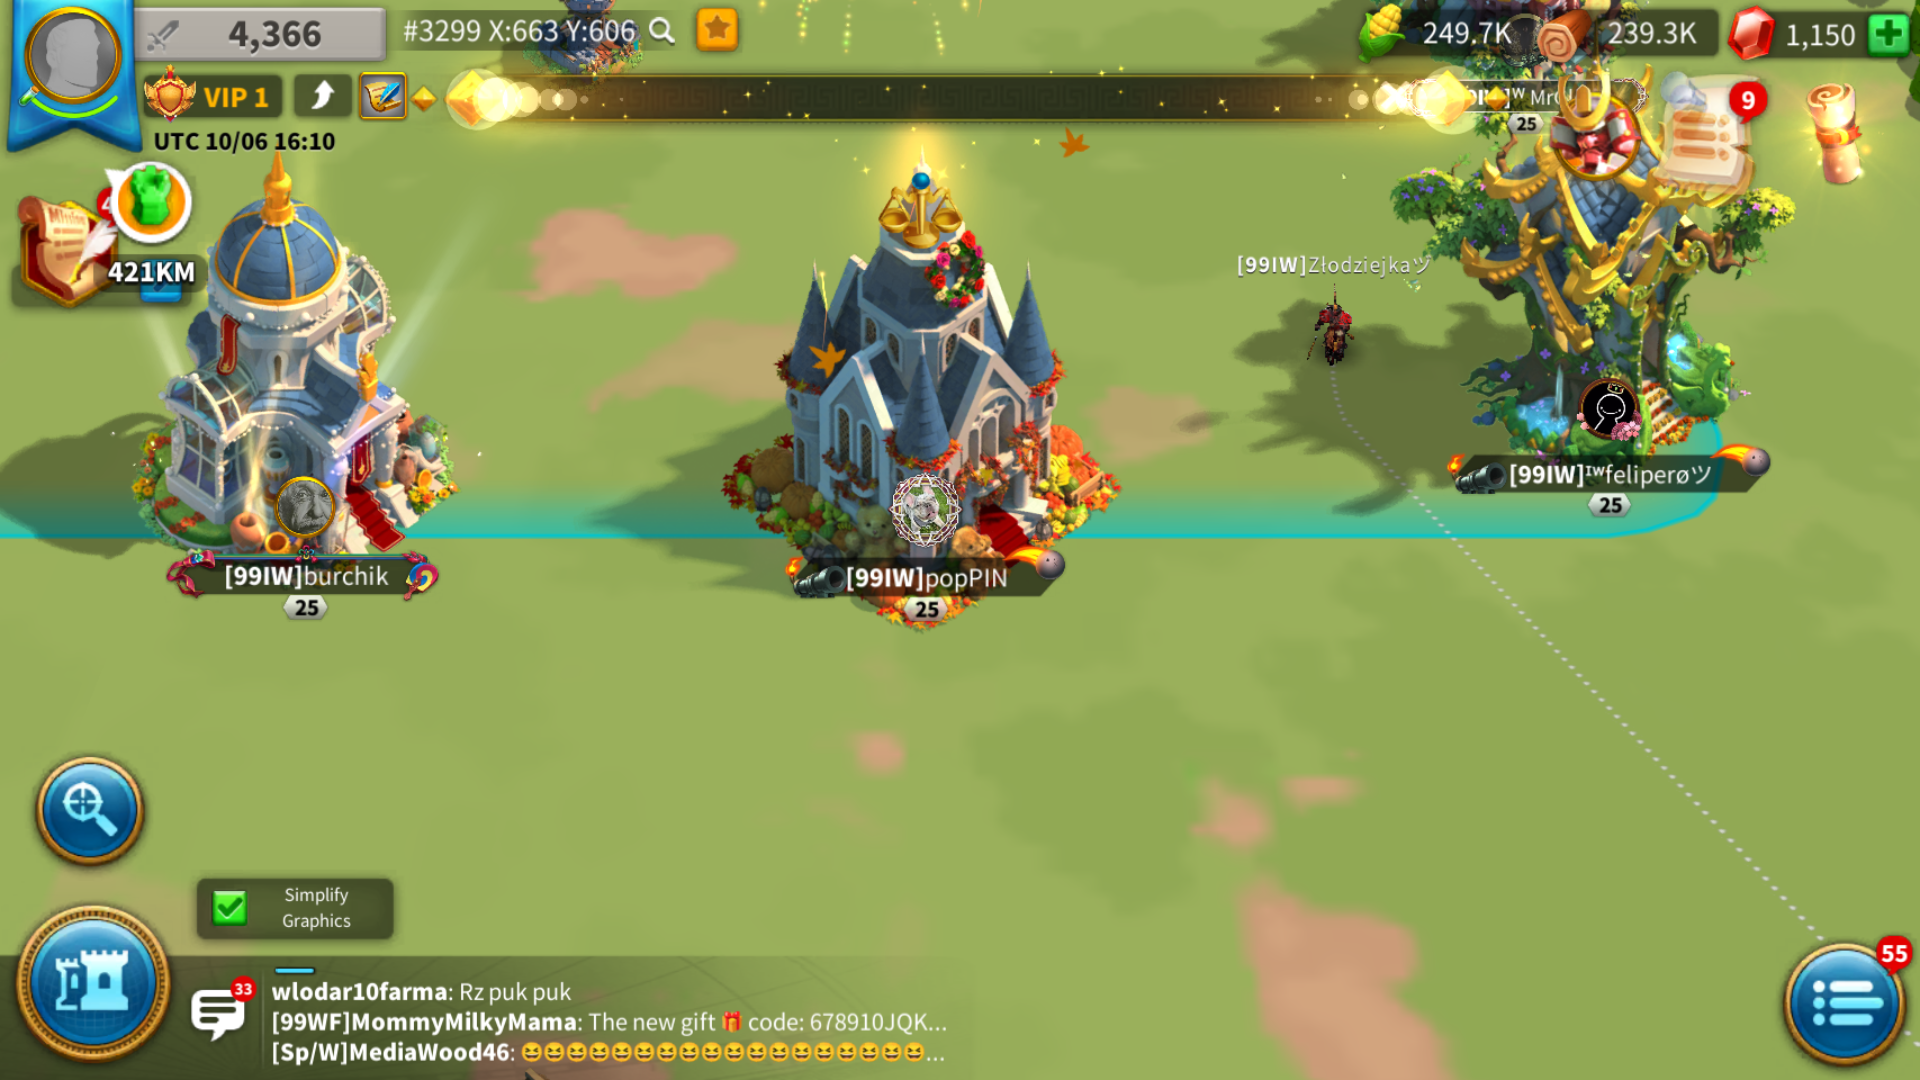 4,366
#3299 X:663 Y:606
249.7K
239.3K
1,150
VIP 1
UTC 10/06 16:10
25
9
Mission
421KM
[99IW]Złodziejkaツ
[99IW]ᴵᵂfeliperøツ
25
[99IW]burchik
25
[99IW]popPIN
25
Simplify
Graphics
55
33
wlodar10farma: Rz puk puk
[99WF]MommyMilkyMama: The new gift 🎁 code: 678910JQK...
[Sp/W]MediaWood46: 😆😆😆😆😆😆😆😆😆😆😆😆😆😆😆😆😆😆...